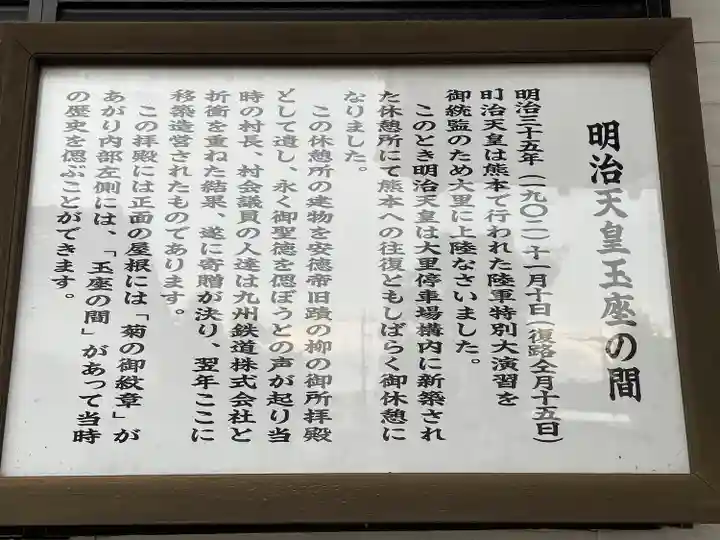 明治天皇玉座の間
明治三十五年(一九〇二)十一月十日(復路仝月十五日)
明治天皇は熊本で行われた陸軍特別大演習を
御統監のため大里に上陸なさいました。
このとき明治天皇は大里停車場構内に新築され
た休憩所にて熊本への往復ともしばらく御休憩に
なりました。
この休憩所の建物を安徳帝旧蹟の柳の御所拝殿
として遺し、永く御聖徳を偲ぼうとの声が起り当
時の村長、村会議員の人達は九州鉄道株式会社と
折衝を重ねた結果、遂に寄贈が決り、翌年ここに
移築造営されたものであります。
この拝殿には正面の屋根には「菊の御紋章」が
あがり内部左側には、「玉座の間」があって当時
の歴史を偲ぶことができます。